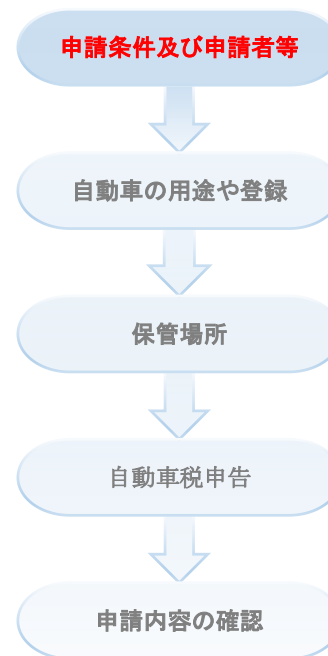 申請条件及び申請者等
自動車の用途や登録
保管場所
自動車税申告
申請内容の確認